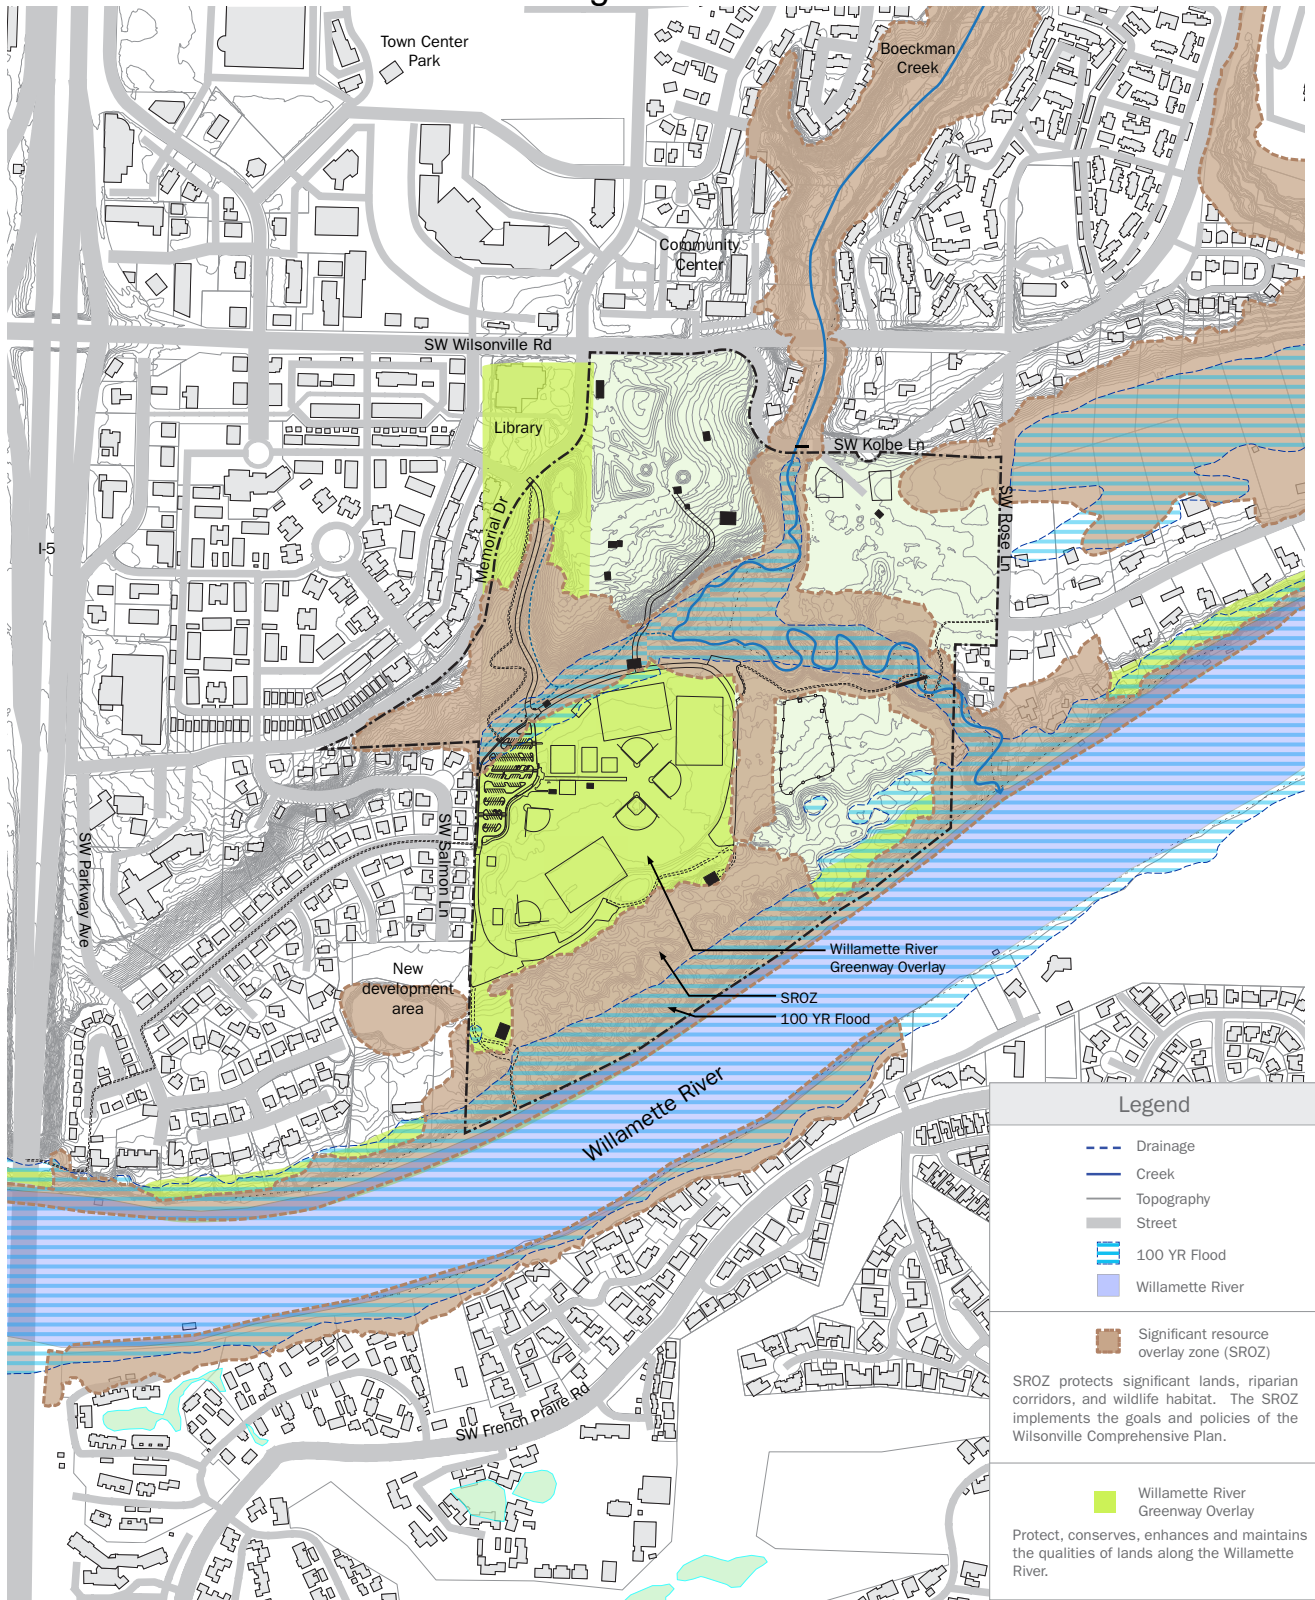 Town Center
Park
Boeckman
Creek
Community
Center
SW Wilsonville Rd
Library
SW Kolbe Ln
Memorial Dr
SW Rose Ln
I-5
SW Parkway Ave
SW Salmon Ln
New
development
area
Willamette River
Greenway Overlay
SROZ
100 YR Flood
Willamette River
SW French Praire Rd
Legend
Drainage
Creek
Topography
Street
100 YR Flood
Willamette River
Significant resource
overlay zone (SROZ)
SROZ protects significant lands, riparian
corridors, and wildlife habitat. The SROZ
implements the goals and policies of the
Wilsonville Comprehensive Plan.
Willamette River
Greenway Overlay
Protect, conserves, enhances and maintains
the qualities of lands along the Willamette
River.